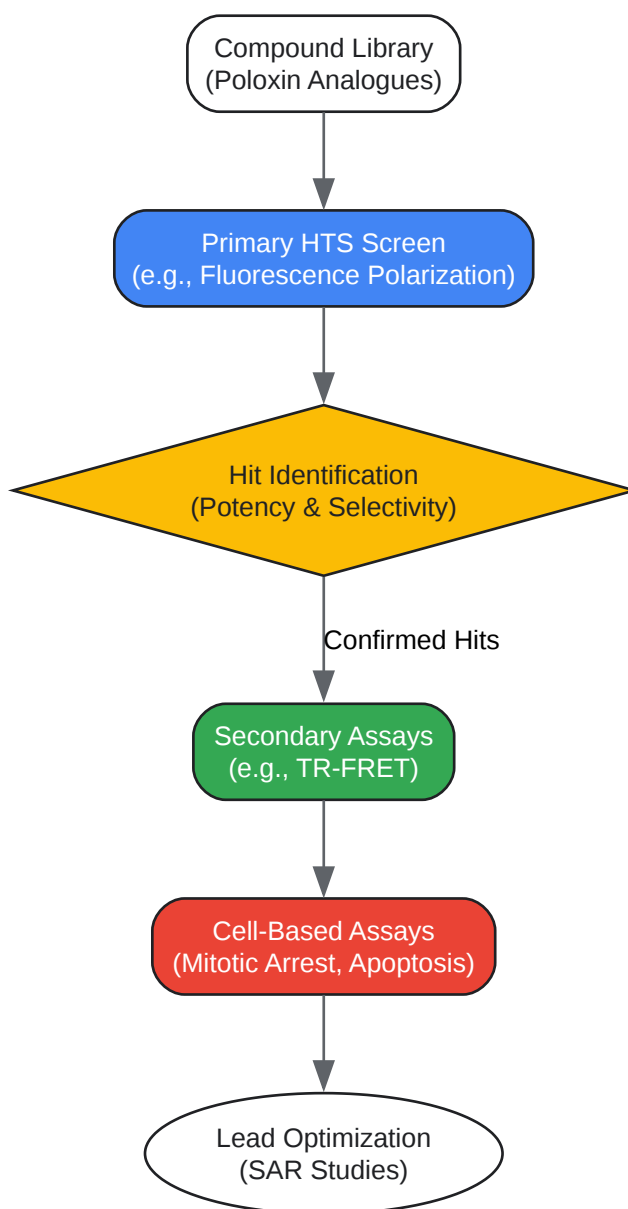 Compound Library
(Poloxin Analogues)
Primary HTS Screen
(e.g., Fluorescence Polarization)
Hit Identification
(Potency & Selectivity)
Confirmed Hits
Secondary Assays
(e.g., TR-FRET)
Cell-Based Assays
(Mitotic Arrest, Apoptosis)
Lead Optimization
(SAR Studies)